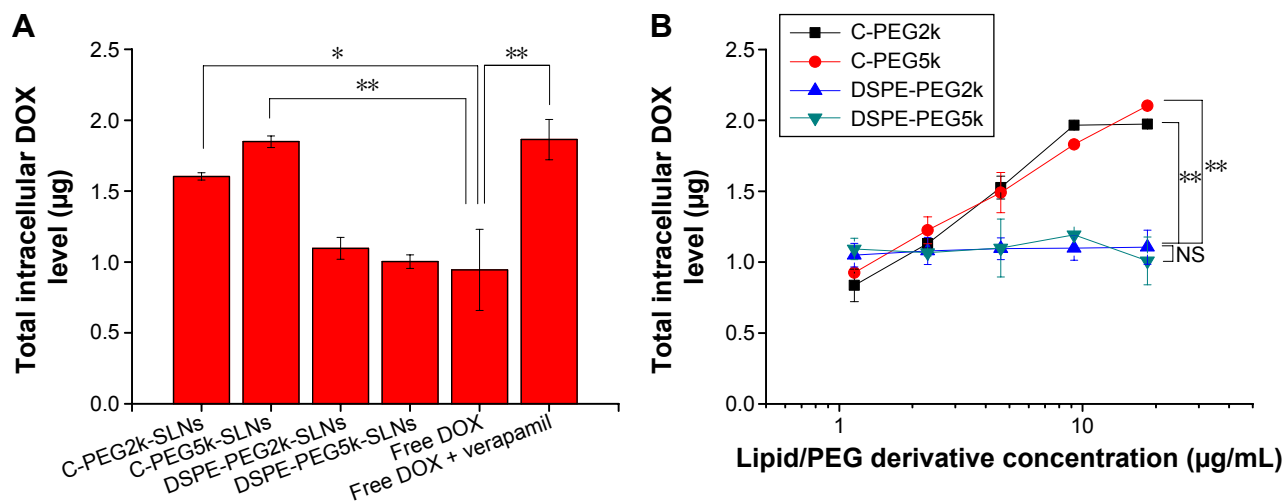 A
Total intracellular DOX
level (µg)
2.5
2.0
1.5
1.0
0.5
0.0
*
**
**
C-PEG2k-SLNs
C-PEG5k-SLNs
DSPE-PEG2k-SLNs
DSPE-PEG5k-SLNs
Free DOX
Free DOX + verapamil
B
Total intracellular DOX
level (µg)
2.5
2.0
1.5
1.0
0.5
0.0
C-PEG2k
C-PEG5k
DSPE-PEG2k
DSPE-PEG5k
**
**
NS
1
10
Lipid/PEG derivative concentration (µg/mL)